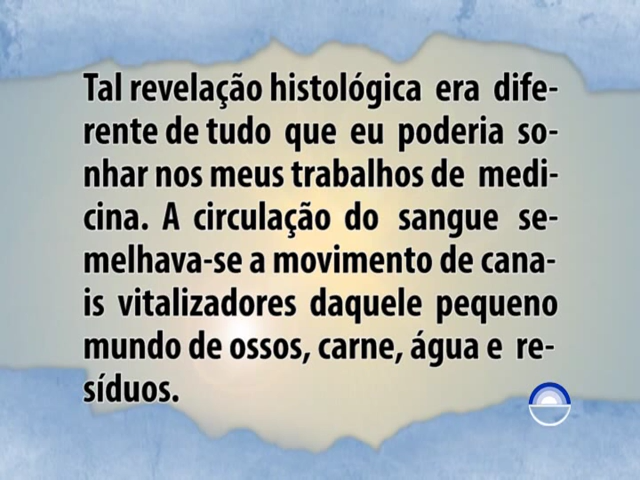 Tal revelação histológica era dife-
rente de tudo que eu poderia so-
nhar nos meus trabalhos de medi-
cina. A circulação do sangue se-
melhava-se a movimento de cana-
is vitalizadores daquele pequeno
mundo de ossos, carne, água e re-
síduos.